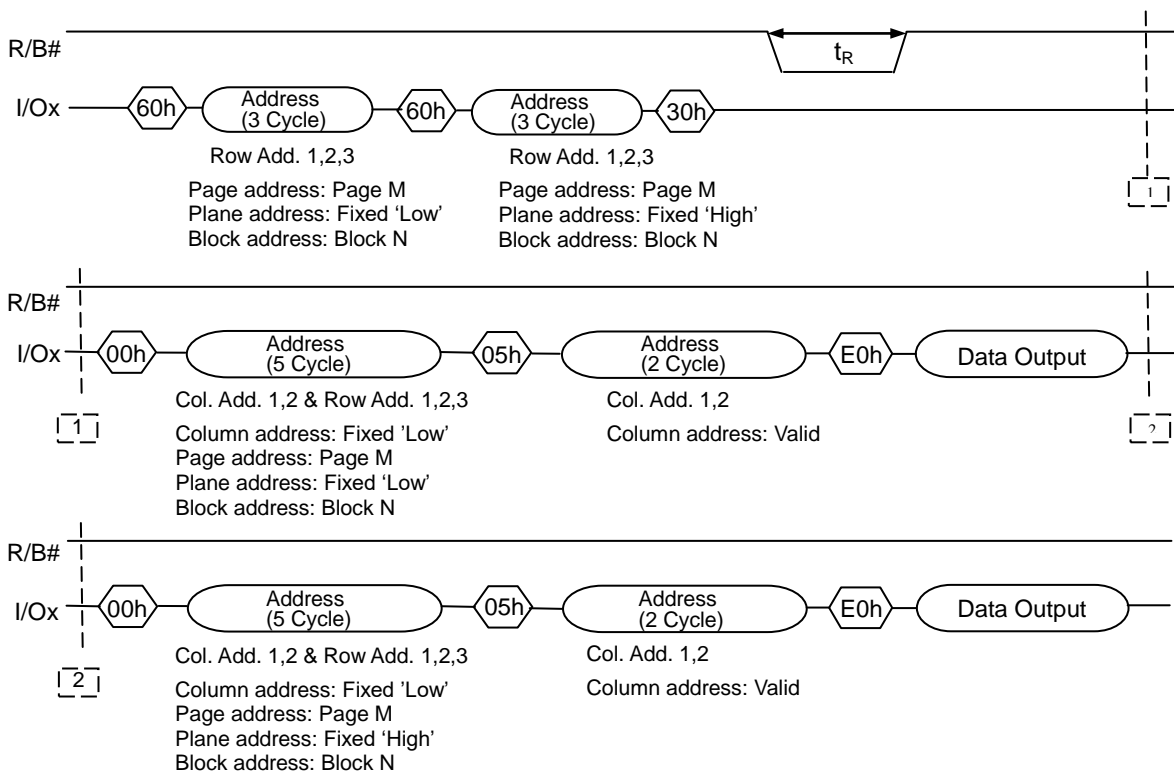 R/B#
tR
I/Ox 60h Address (3 Cycle) 60h Address (3 Cycle) 30h
Row Add. 1,2,3 Row Add. 1,2,3
Page address: Page M Page address: Page M
Plane address: Fixed ‘Low’ Plane address: Fixed ‘High’
Block address: Block N Block address: Block N
1
R/B#
I/Ox 00h Address (5 Cycle) 05h Address (2 Cycle) E0h Data Output
Col. Add. 1,2 & Row Add. 1,2,3 Col. Add. 1,2
1
Column address: Fixed ’Low’ Column address: Valid
2
Page address: Page M
Plane address: Fixed ‘Low’
Block address: Block N
R/B#
I/Ox 00h Address (5 Cycle) 05h Address (2 Cycle) E0h Data Output
Col. Add. 1,2 & Row Add. 1,2,3 Col. Add. 1,2
2
Column address: Fixed ’Low’ Column address: Valid
Page address: Page M
Plane address: Fixed ‘High’
Block address: Block N